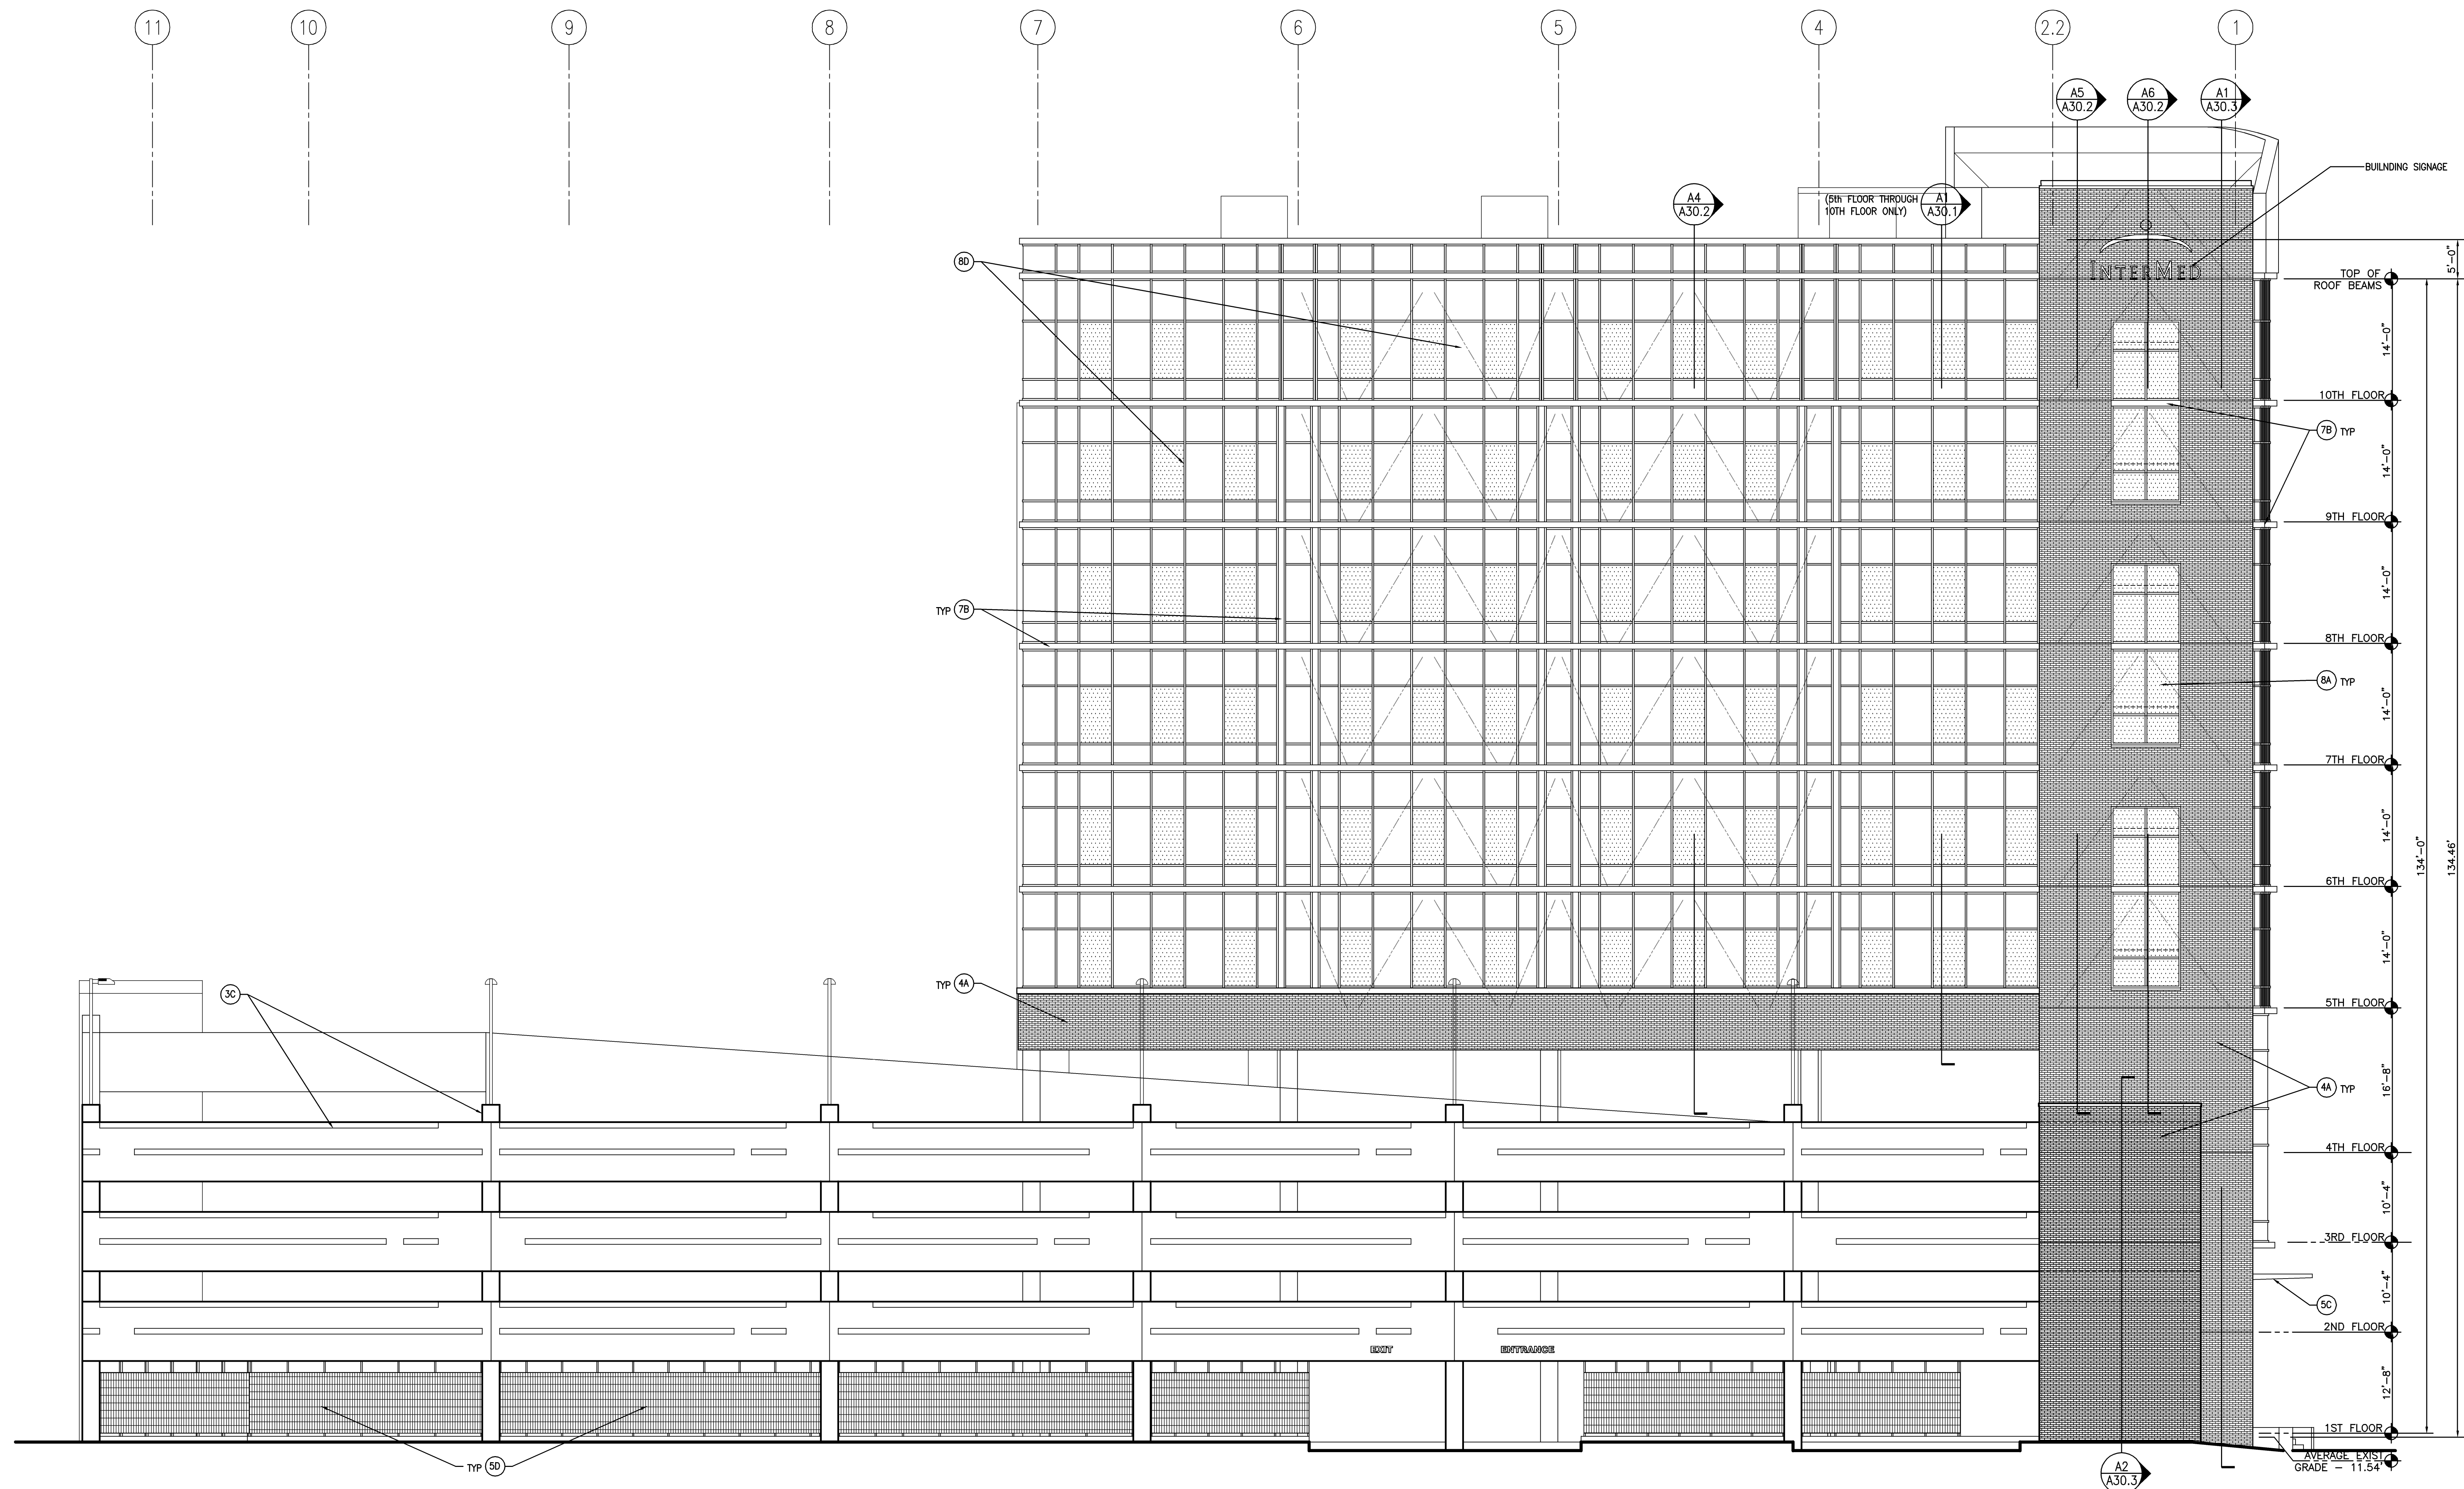 11
10
9
8
7
6
5
4
2.2
1
A5
A30.2
A6
A30.2
A1
A30.3
BUILNDING SIGNAGE
A4
A30.2
(5th FLOOR THROUGH
10TH FLOOR ONLY)
A1
A30.1
8D
INTERMED
5'-0"
TOP OF
ROOF BEAMS
14'-0"
10TH FLOOR
7B TYP
14'-0"
9TH FLOOR
14'-0"
TYP 7B
8TH FLOOR
8A TYP
14'-0"
7TH FLOOR
14'-0"
134'-0"
134.46'
6TH FLOOR
14'-0"
TYP 4A
3C
5TH FLOOR
16'-8"
4A TYP
4TH FLOOR
10'-4"
3RD FLOOR
10'-4"
5C
2ND FLOOR
EXIT
ENTRANCE
12'-8"
1ST FLOOR
AVERAGE EXIST
GRADE - 11.54'
TYP 5D
A2
A30.3